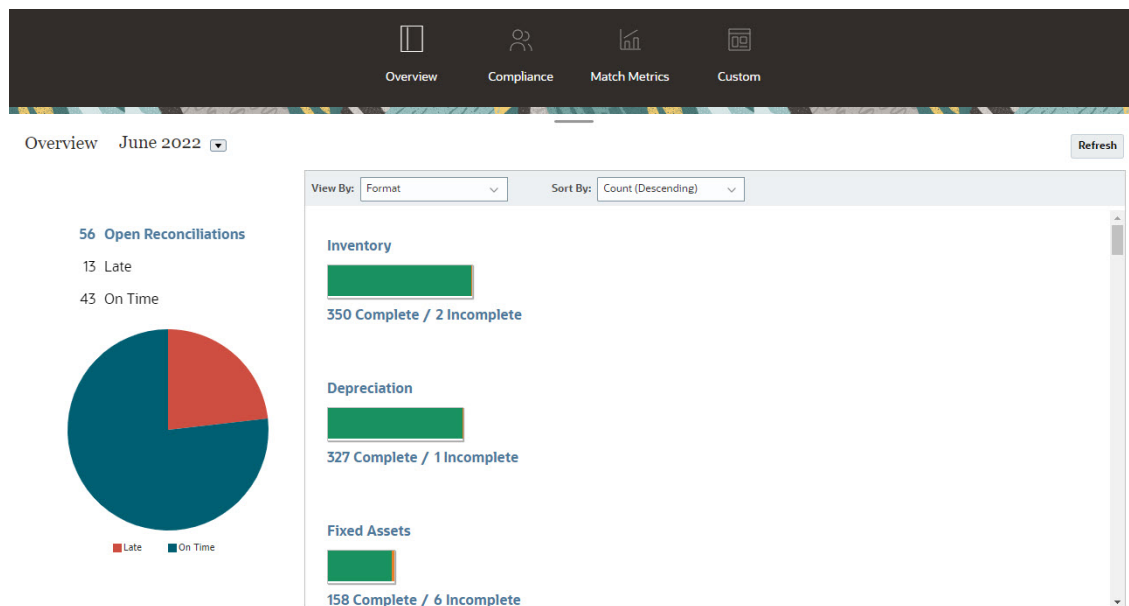 Overview Compliance Match Metrics Custom
Overview June 2022
Refresh
View By: Format Sort By: Count (Descending)
56 Open Reconciliations
13 Late
43 On Time
Late On Time
Inventory
350 Complete / 2 Incomplete
Depreciation
327 Complete / 1 Incomplete
Fixed Assets
158 Complete / 6 Incomplete